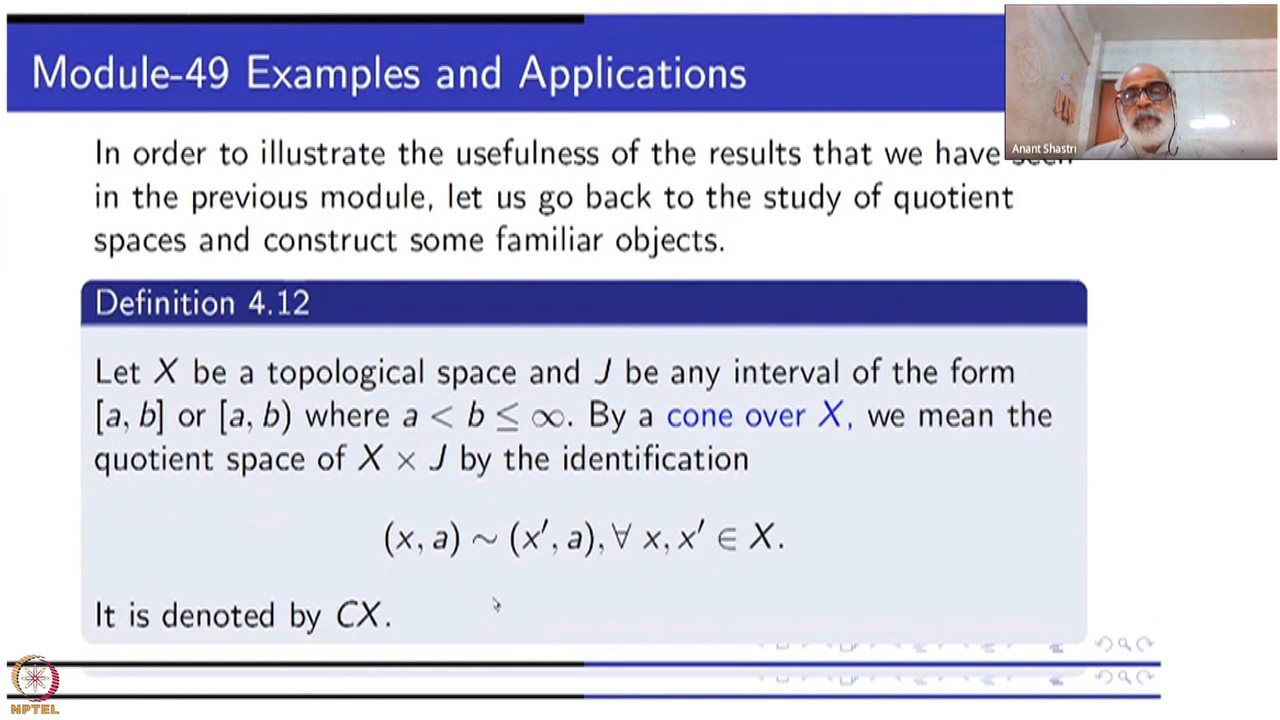 Module-49 Examples and Applications
In order to illustrate the usefulness of the results that we have seen
in the previous module, let us go back to the study of quotient
spaces and construct some familiar objects.
Definition 4.12
Let X be a topological space and J be any interval of the form
[a, b] or [a, b) where a < b ≤ ∞. By a cone over X, we mean the
quotient space of X × J by the identification
(x, a) ∼ (x′, a), ∀ x, x′ ∈ X.
It is denoted by CX.
Anant Shastri
NPTEL